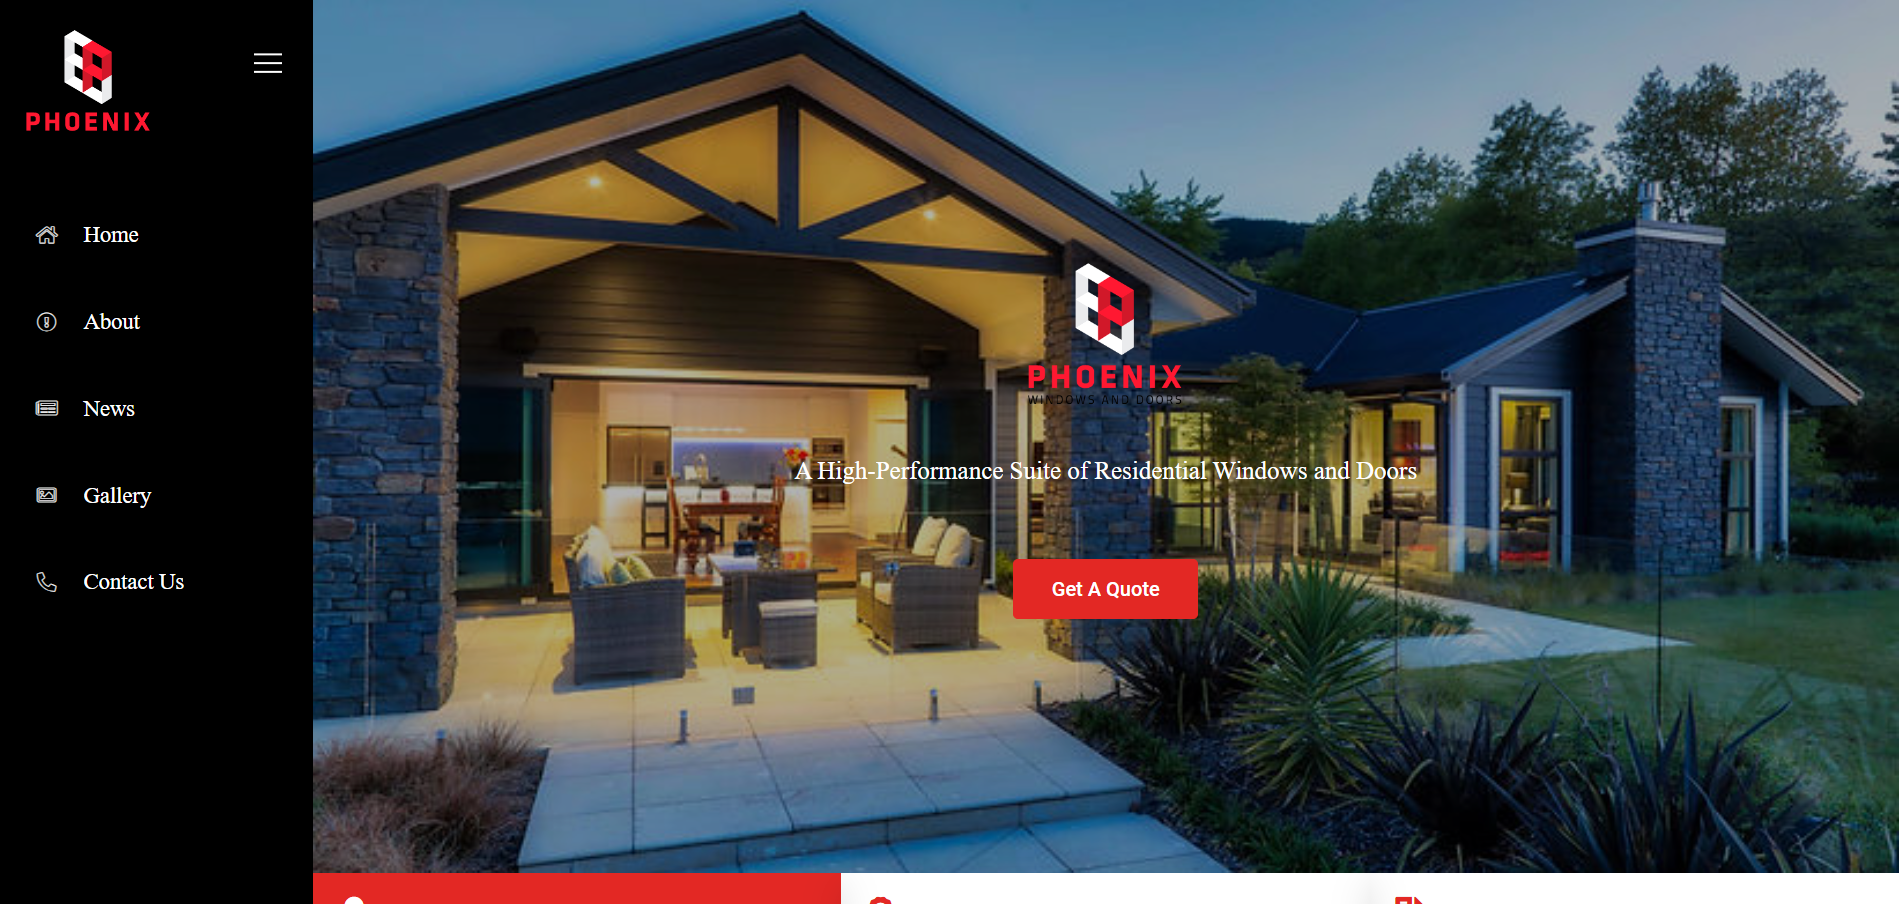 PHOENIX
Home
About
News
Gallery
Contact Us
PHOENIX
WINDOWS AND DOORS
A High-Performance Suite of Residential Windows and Doors
Get A Quote